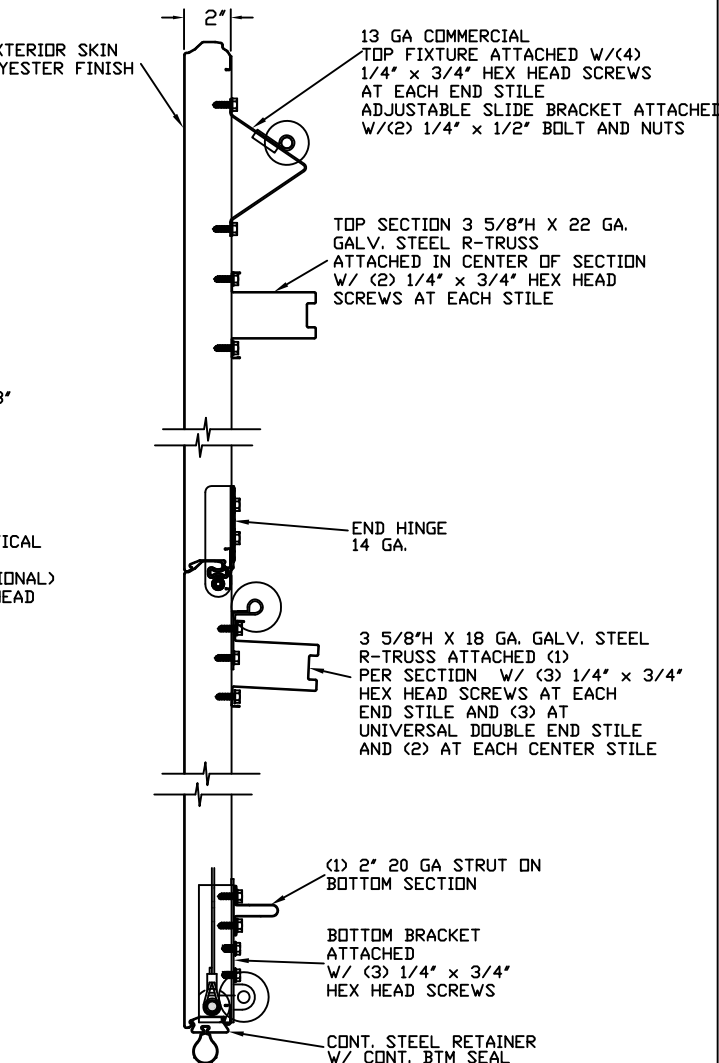 2"
XTERIOR SKIN
YESTER FINISH
13 GA COMMERCIAL
TOP FIXTURE ATTACHED W/(4)
1/4" x 3/4" HEX HEAD SCREWS
AT EACH END STILE
ADJUSTABLE SLIDE BRACKET ATTACHED
W/(2) 1/4" x 1/2" BOLT AND NUTS
TOP SECTION 3 5/8"H X 22 GA.
GALV. STEEL R-TRUSS
ATTACHED IN CENTER OF SECTION
W/ (2) 1/4" x 3/4" HEX HEAD
SCREWS AT EACH STILE
8"
END HINGE
14 GA.
TICAL
IONAL)
HEAD
3 5/8"H X 18 GA. GALV. STEEL
R-TRUSS ATTACHED (1)
PER SECTION W/ (3) 1/4" x 3/4"
HEX HEAD SCREWS AT EACH
END STILE AND (3) AT
UNIVERSAL DOUBLE END STILE
AND (2) AT EACH CENTER STILE
(1) 2" 20 GA STRUT ON
BOTTOM SECTION
BOTTOM BRACKET
ATTACHED
W/ (3) 1/4" x 3/4"
HEX HEAD SCREWS
CONT. STEEL RETAINER
W/ CONT. BTM SEAL